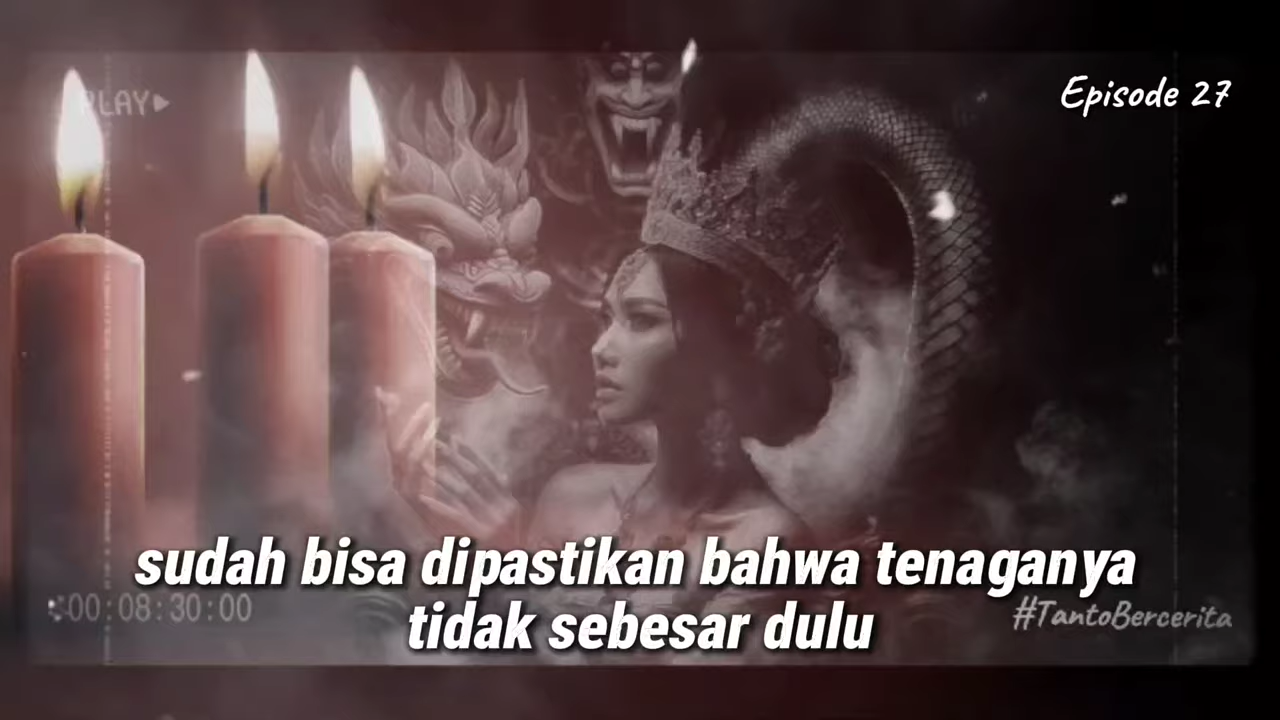 PLAY
Episode 27
sudah bisa dipastikan bahwa tenaganya
tidak sebesar dulu
00:08:30:00
#TantoBercerita